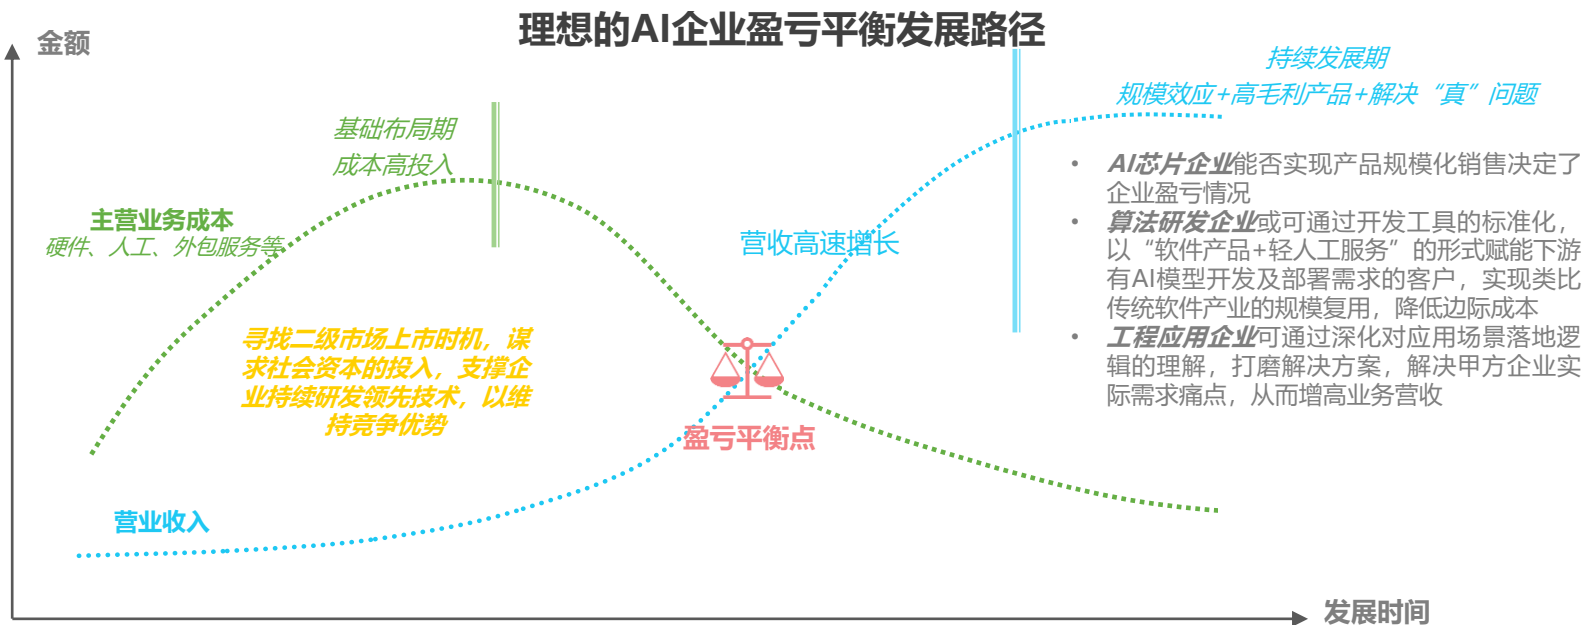 理想的AI企业盈亏平衡发展路径
金额
持续发展期
规模效应+高毛利产品+解决“真”问题
基础布局期
成本高投入
主营业务成本
硬件、人工、外包服务等
营收高速增长
• AI芯片企业能否实现产品规模化销售决定了
企业盈亏情况
• 算法研发企业或可通过开发工具的标准化，
以“软件产品+轻人工服务”的形式赋能下游
有AI模型开发及部署需求的客户，实现类比
传统软件产业的规模复用，降低边际成本
• 工程应用企业可通过深化对应用场景落地逻
辑的理解，打磨解决方案，解决甲方企业实
际需求痛点，从而增高业务营收
寻找二级市场上市时机，谋
求社会资本的投入，支撑企
业持续研发领先技术，以维
持竞争优势
盈亏平衡点
营业收入
发展时间